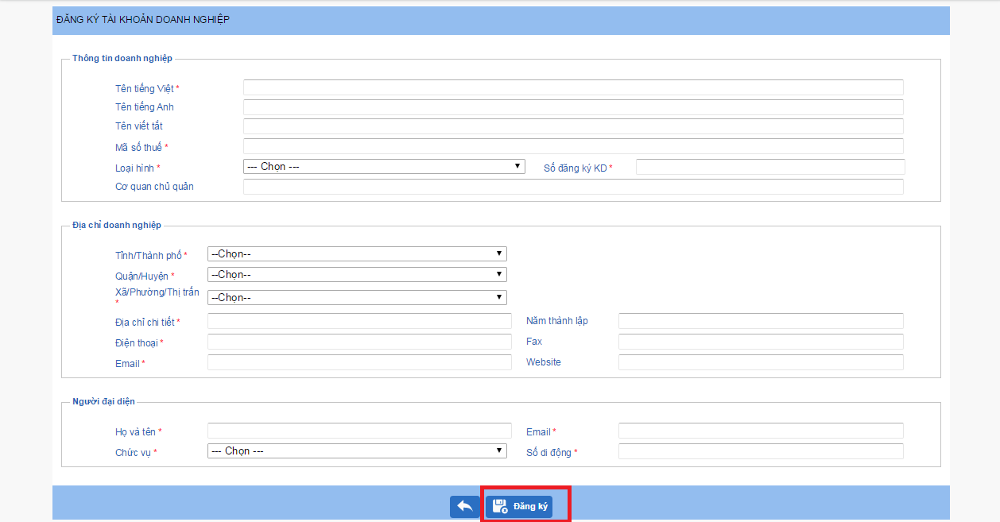 ĐĂNG KÝ TÀI KHOẢN DOANH NGHIỆP
Thông tin doanh nghiệp
Tên tiếng Việt *
Tên tiếng Anh
Tên viết tắt
Mã số thuế *
Loại hình * --- Chọn --- Số đăng ký KD *
Cơ quan chủ quản
Địa chỉ doanh nghiệp
Tỉnh/Thành phố * --Chọn--
Quận/Huyện * --Chọn--
Xã/Phường/Thị trấn * --Chọn--
Địa chỉ chi tiết * Năm thành lập
Điện thoại * Fax
Email * Website
Người đại diện
Họ và tên * Email *
Chức vụ * --- Chọn --- Số di động *
Đăng ký